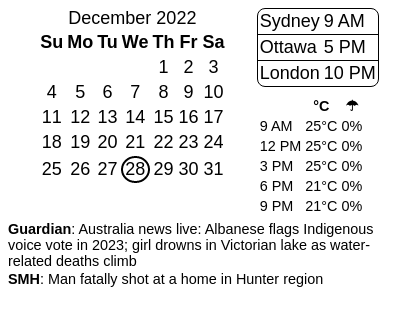 December 2022
Su Mo Tu We Th Fr Sa
1 2 3
4 5 6 7 8 9 10
11 12 13 14 15 16 17
18 19 20 21 22 23 24
25 26 27 28 29 30 31
Sydney 9 AM
Ottawa 5 PM
London 10 PM
°C ☂
9 AM 25°C 0%
12 PM 25°C 0%
3 PM 25°C 0%
6 PM 21°C 0%
9 PM 21°C 0%
Guardian: Australia news live: Albanese flags Indigenous
voice vote in 2023; girl drowns in Victorian lake as water-
related deaths climb
SMH: Man fatally shot at a home in Hunter region